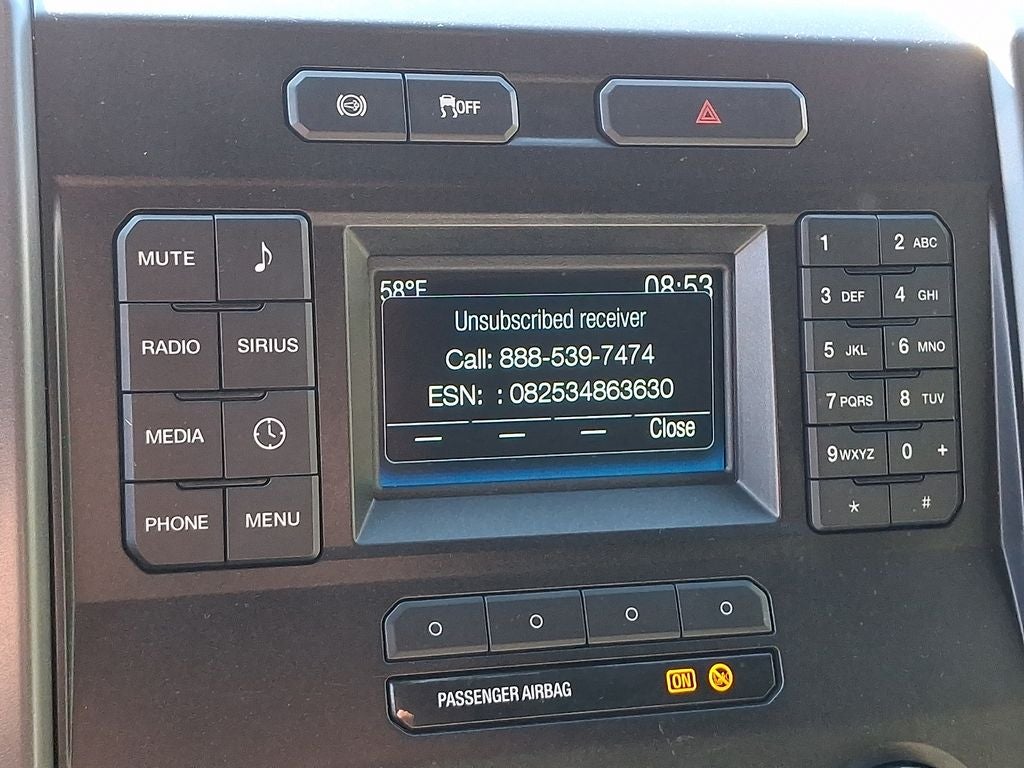 OFF
MUTE
RADIO SIRIUS
MEDIA
PHONE MENU
58°F 08:53
Unsubscribed receiver
Call: 888-539-7474
ESN: : 082534863630
Close
1 2 ABC
3 DEF 4 GHI
5 JKL 6 MNO
7 PQRS 8 TUV
9 WXYZ 0 +
* #
PASSENGER AIRBAG ON